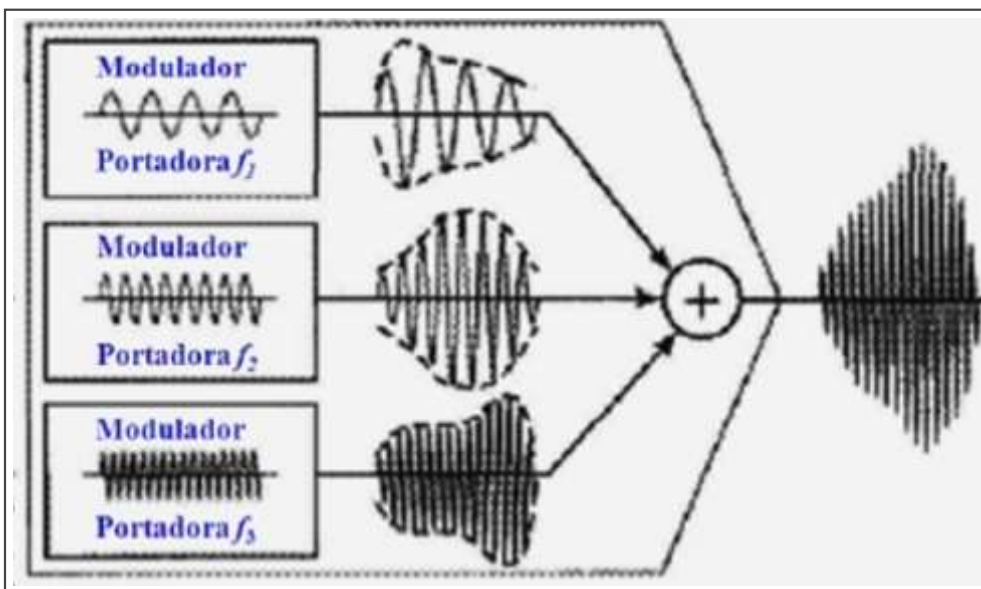 Modulador
Portadora f₁
Modulador
+
Portadora f₂
Modulador
Portadora f₃